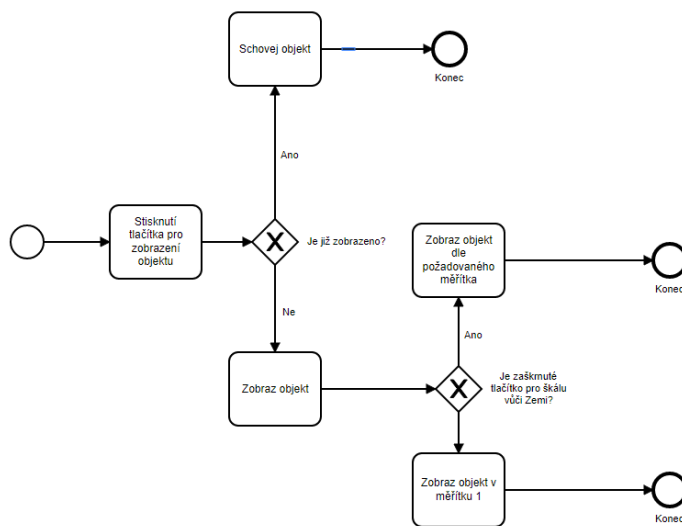 Schovej objekt
Konec
Ano
Stisknutí
tlačítka pro
zobrazení
objektu
Je již zobrazeno?
Zobraz objekt
dle
požadovaného
měřítka
Konec
Ne
Ano
Zobraz objekt
Je zaškrnuté
tlačítko pro škálu
vůči Zemi?
Zobraz objekt v
měřítku 1
Konec